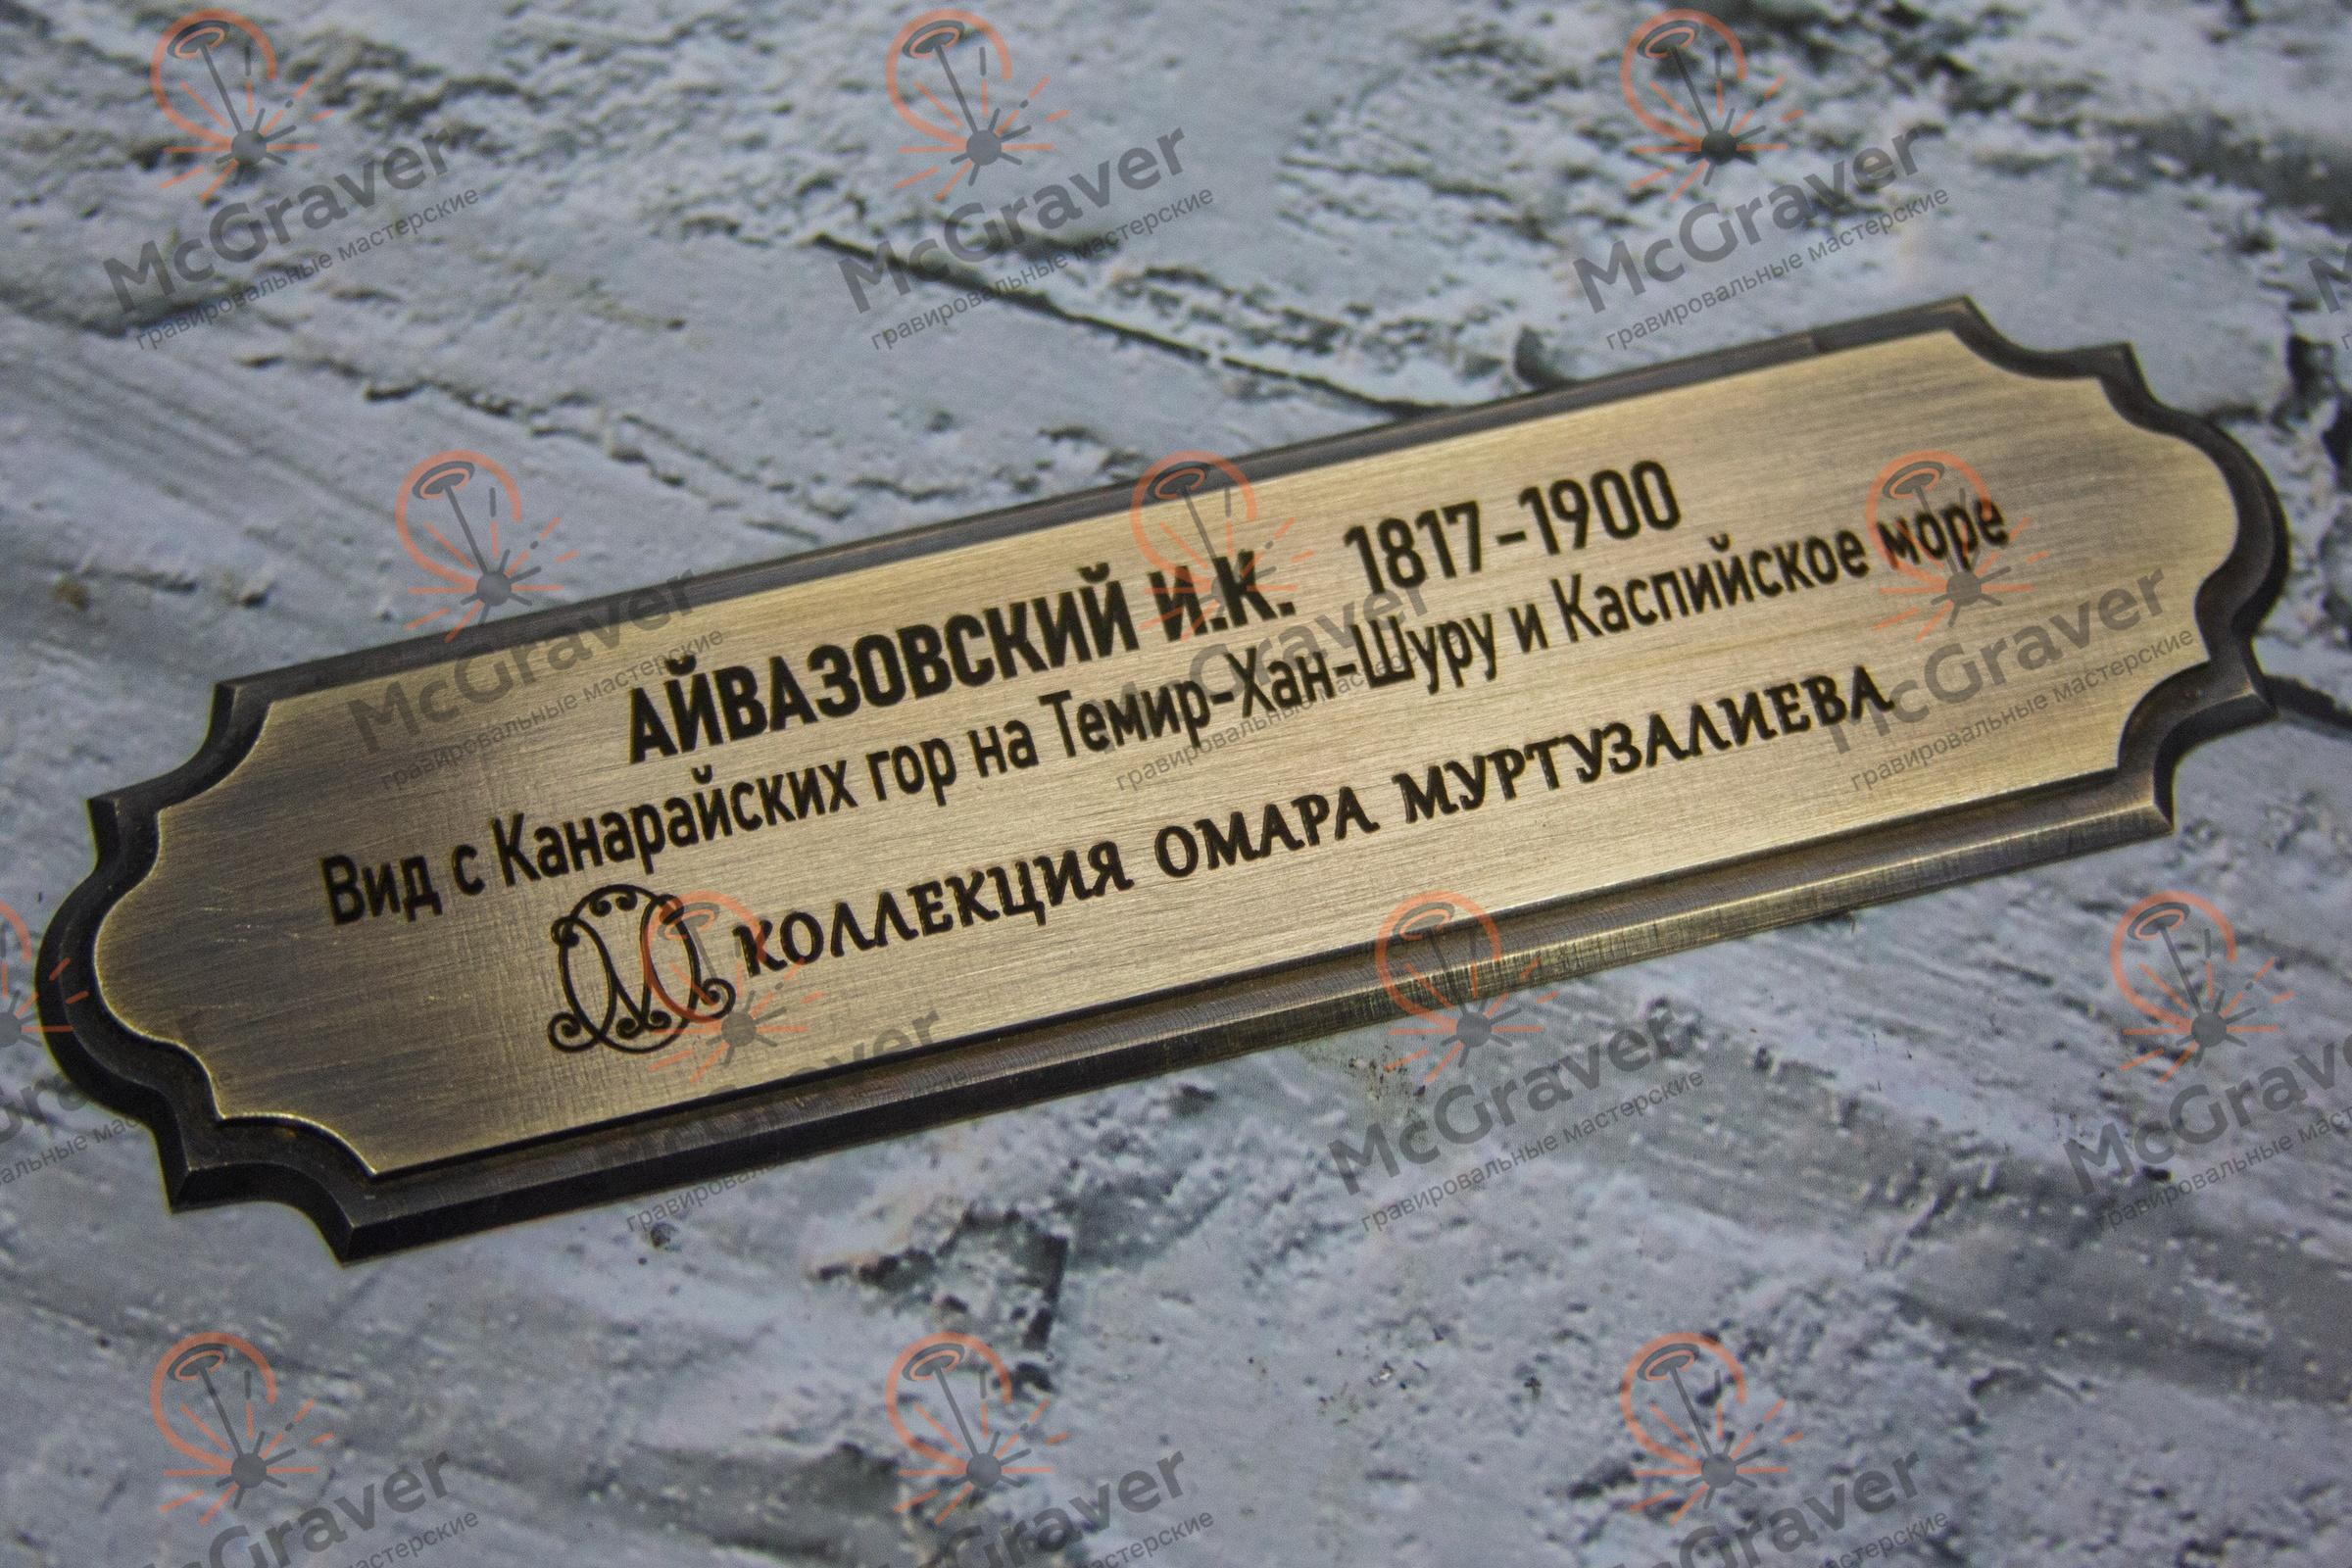 АЙВАЗОВСКИЙ И.К. 1817-1900
Вид с Канарайских гор на Темир-Хан-Шуру и Каспийское море
КОЛЛЕКЦИЯ ОМАРА МУРТУЗАЛИЕВА
McGraver
гравировальные мастерские